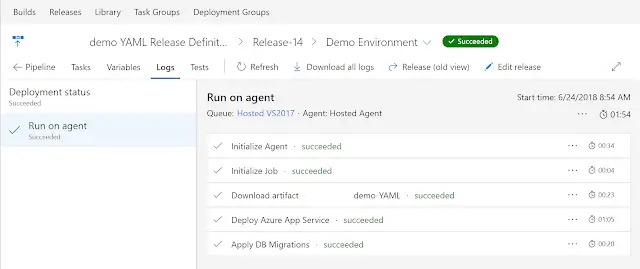 Builds Releases Library Task Groups Deployment Groups
demo YAML Release Definit... > Release-14 > Demo Environment Succeeded
Pipeline Tasks Variables Logs Tests Refresh Download all logs Release (old view) Edit release
Deployment status
Succeeded
Run on agent
Succeeded
Run on agent Start time: 6/24/2018 8:54 AM
Queue: Hosted VS2017 · Agent: Hosted Agent ··· 01:54
Initialize Agent · succeeded ··· 00:14
Initialize Job · succeeded ··· 00:04
Download artifact demo YAML · succeeded ··· 00:23
Deploy Azure App Service · succeeded ··· 01:05
Apply DB Migrations · succeeded ··· 00:20